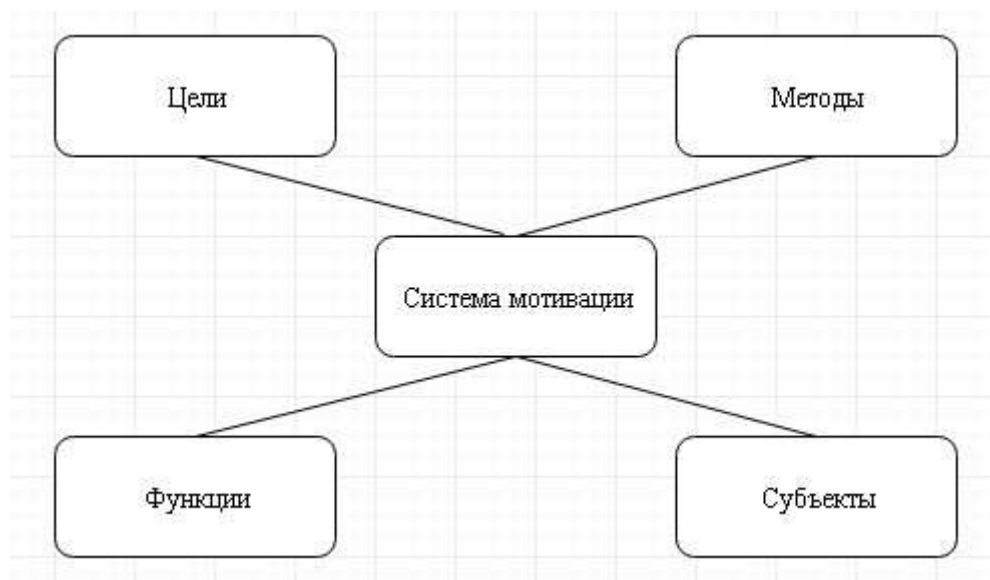 Цели
Методы
Система мотивации
Функции
Субъекты